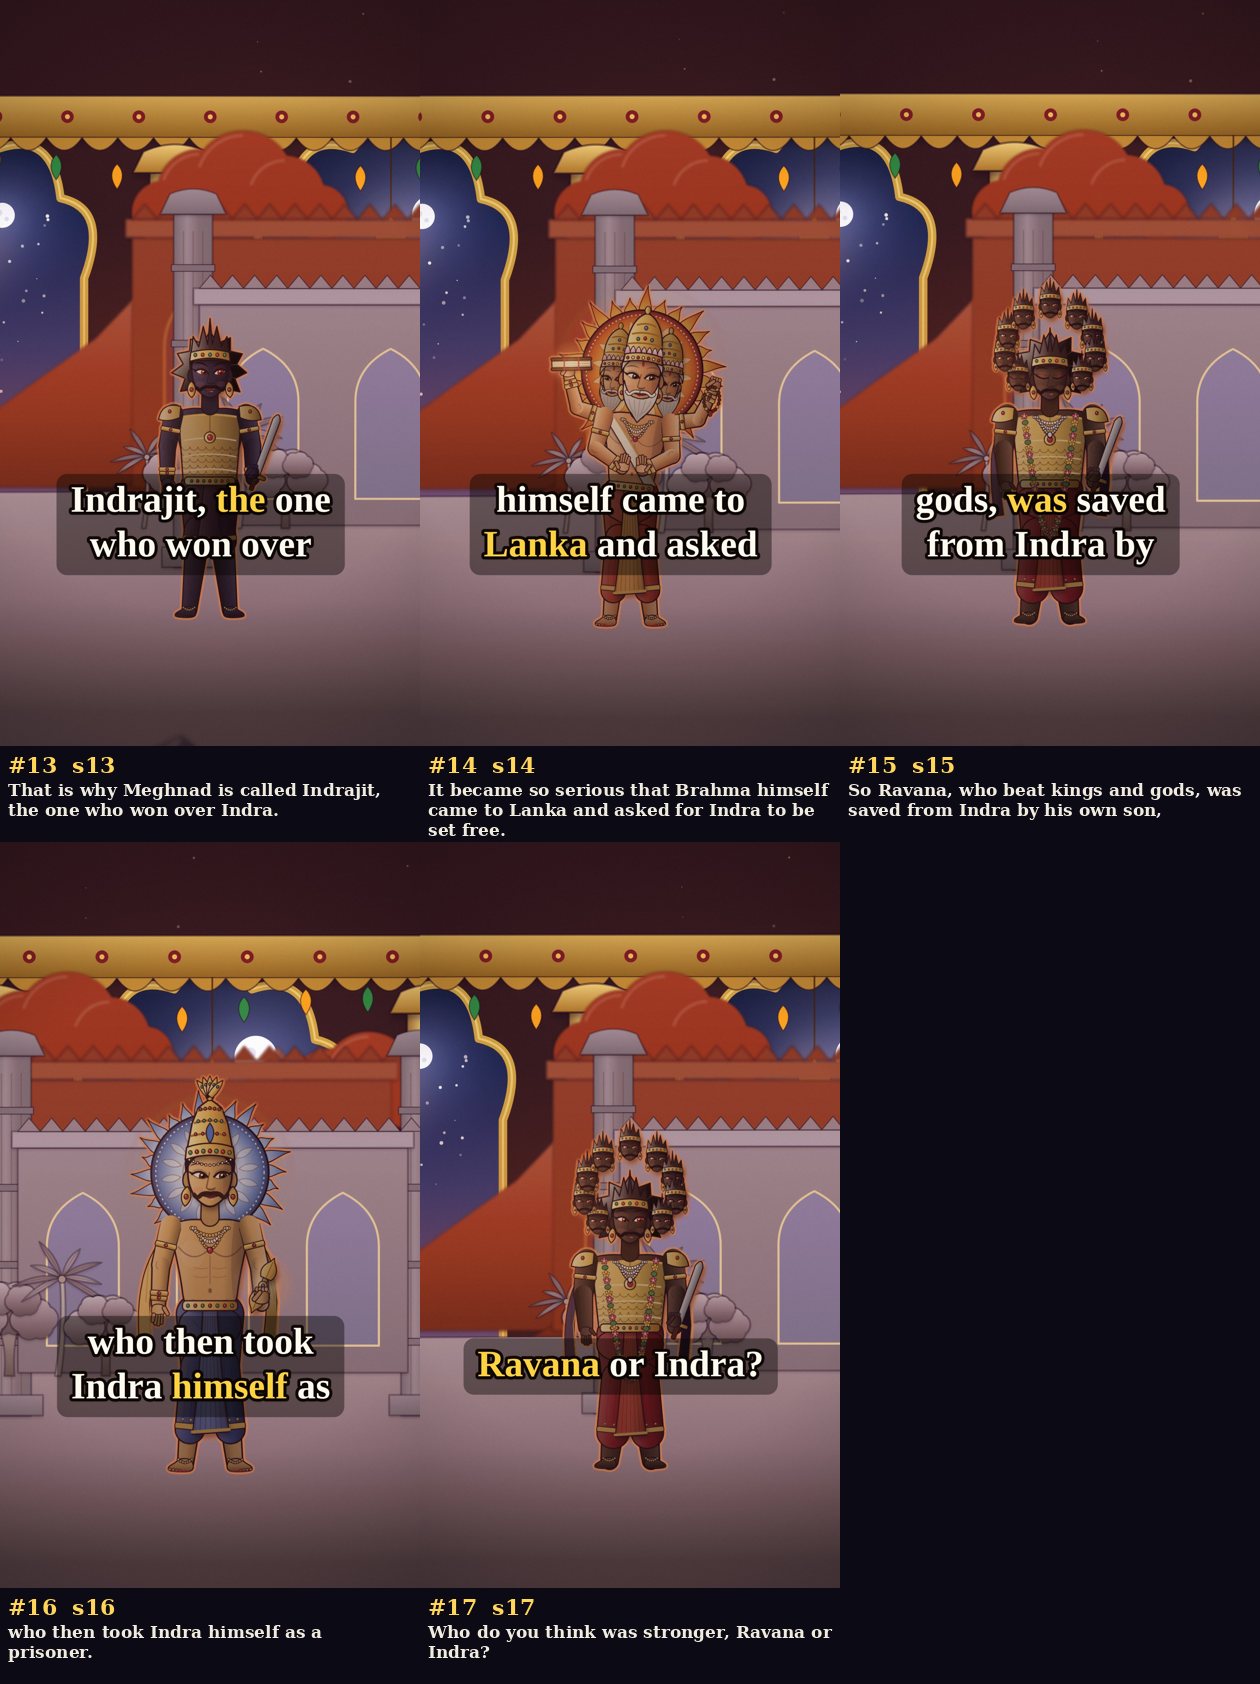 Indrajit, the one
who won over
#13 s13
That is why Meghnad is called Indrajit,
the one who won over Indra.
himself came to
Lanka and asked
#14 s14
It became so serious that Brahma himself
came to Lanka and asked for Indra to be
set free.
gods, was saved
from Indra by
#15 s15
So Ravana, who beat kings and gods, was
saved from Indra by his own son,
who then took
Indra himself as
#16 s16
who then took Indra himself as a
prisoner.
Ravana or Indra?
#17 s17
Who do you think was stronger, Ravana or
Indra?